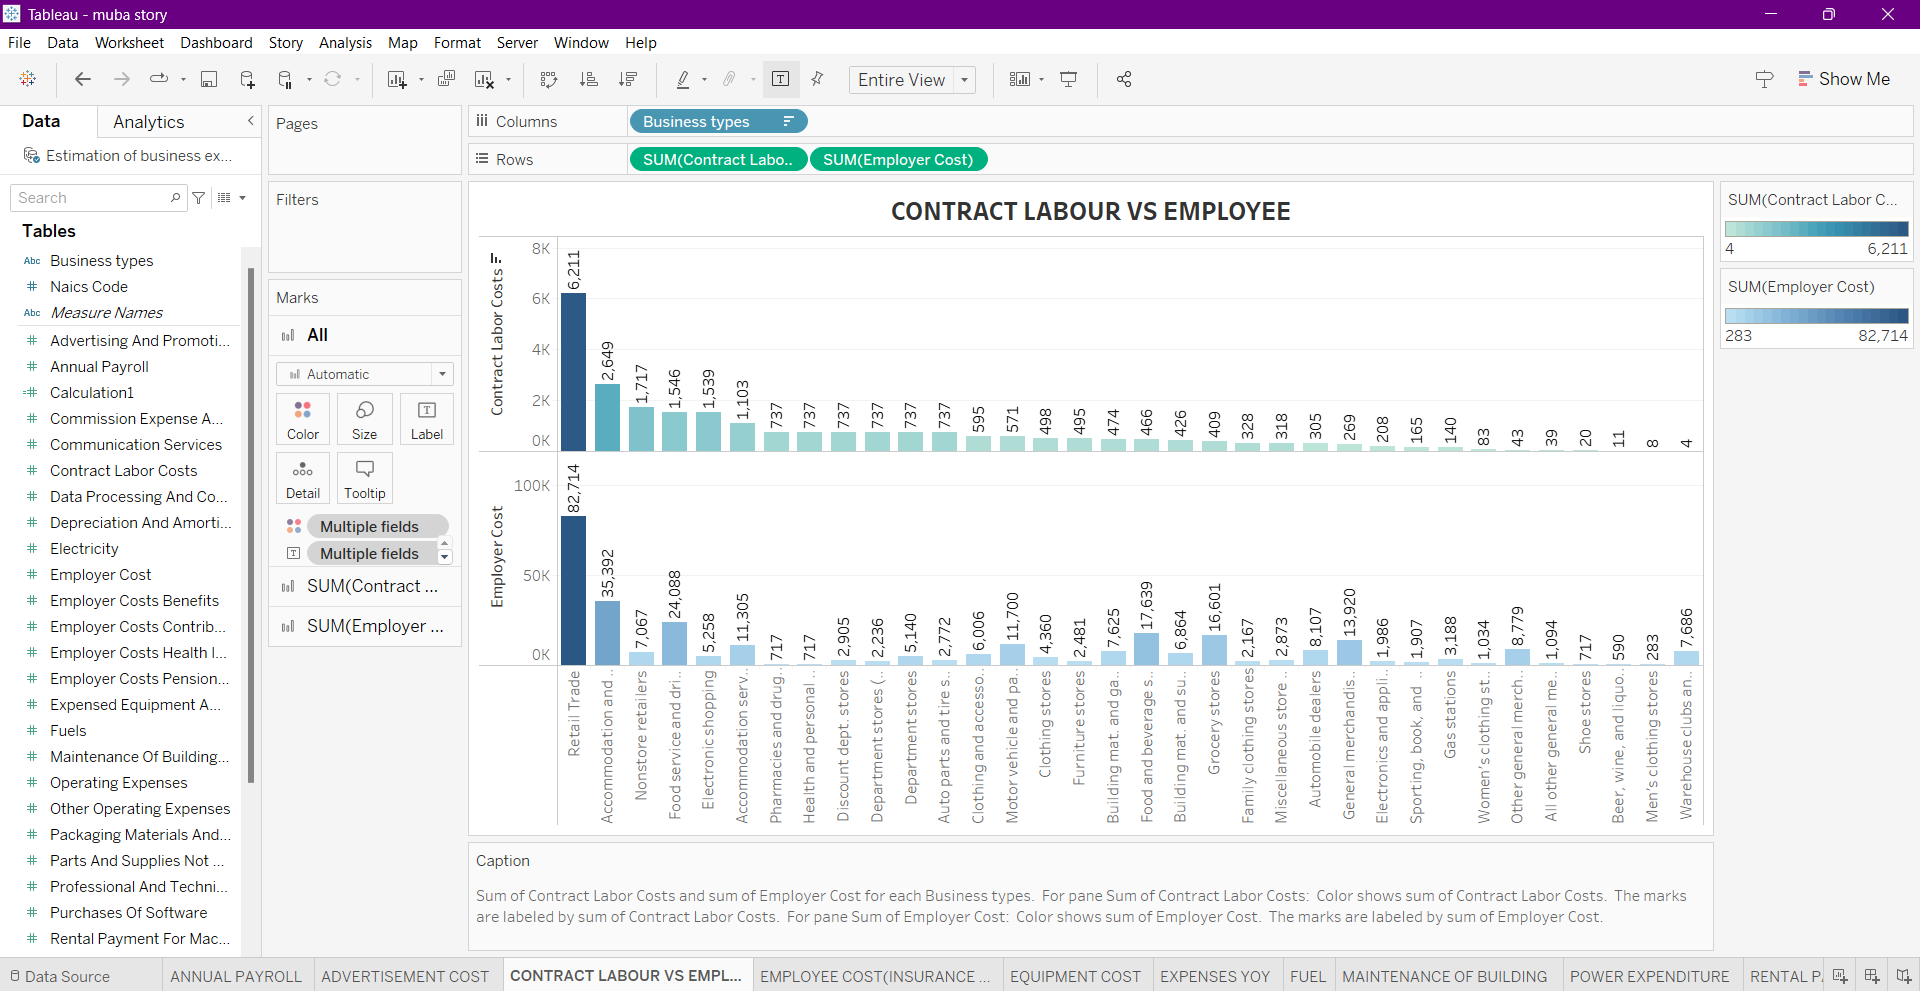 Tableau - muba story
File Data Worksheet Dashboard Story Analysis Map Format Server Window Help
Entire View
Show Me
Data Analytics
Estimation of business ex...
Search
Tables
Abc Business types
# Naics Code
Abc Measure Names
# Advertising And Promoti...
# Annual Payroll
=# Calculation1
# Commission Expense A...
# Communication Services
# Contract Labor Costs
# Data Processing And Co...
# Depreciation And Amorti...
# Electricity
# Employer Cost
# Employer Costs Benefits
# Employer Costs Contrib...
# Employer Costs Health I...
# Employer Costs Pension...
# Expensed Equipment A...
# Fuels
# Maintenance Of Building...
# Operating Expenses
# Other Operating Expenses
# Packaging Materials And...
# Parts And Supplies Not ...
# Professional And Techni...
# Purchases Of Software
# Rental Payment For Mac...
Pages
Filters
Marks
All
Automatic
Color Size Label
Detail Tooltip
Multiple fields
Multiple fields
SUM(Contract ...
SUM(Employer ...
Columns Business types
Rows SUM(Contract Labo.. SUM(Employer Cost)
CONTRACT LABOUR VS EMPLOYEE
Contract Labor Costs
8K
6K
4K
2K
0K
6,211 2,649 1,717 1,546 1,539 1,103 737 737 737 737 737 737 595 571 498 495 474 466 426 409 328 318 305 269 208 165 140 83 43 39 20 11 8 4
Employer Cost
100K
50K
0K
82,714 35,392 7,067 24,088 5,258 11,305 717 717 2,905 2,236 5,140 2,772 6,006 11,700 4,360 2,481 7,625 17,639 6,864 16,601 2,167 2,873 8,107 13,920 1,986 1,907 3,188 1,034 8,779 1,094 717 590 283 7,686
Retail Trade
Accommodation and ..
Nonstore retailers
Food service and dri..
Electronic shopping
Accommodation serv..
Pharmacies and drug..
Health and personal ..
Discount dept. stores
Department stores (..
Department stores
Auto parts and tire s..
Clothing and accesso..
Motor vehicle and pa..
Clothing stores
Furniture stores
Building mat. and ga..
Food and beverage s..
Building mat. and su..
Grocery stores
Family clothing stores
Miscellaneous store ..
Automobile dealers
General merchandis..
Electronics and appli..
Sporting, book, and ..
Gas stations
Women's clothing st..
Other general merch..
All other general me..
Shoe stores
Beer, wine, and liquo..
Men's clothing stores
Warehouse clubs an..
SUM(Contract Labor C...
4 6,211
SUM(Employer Cost)
283 82,714
Caption
Sum of Contract Labor Costs and sum of Employer Cost for each Business types. For pane Sum of Contract Labor Costs: Color shows sum of Contract Labor Costs. The marks
are labeled by sum of Contract Labor Costs. For pane Sum of Employer Cost: Color shows sum of Employer Cost. The marks are labeled by sum of Employer Cost.
Data Source ANNUAL PAYROLL ADVERTISEMENT COST CONTRACT LABOUR VS EMPL... EMPLOYEE COST(INSURANCE ... EQUIPMENT COST EXPENSES YOY FUEL MAINTENANCE OF BUILDING POWER EXPENDITURE RENTAL P